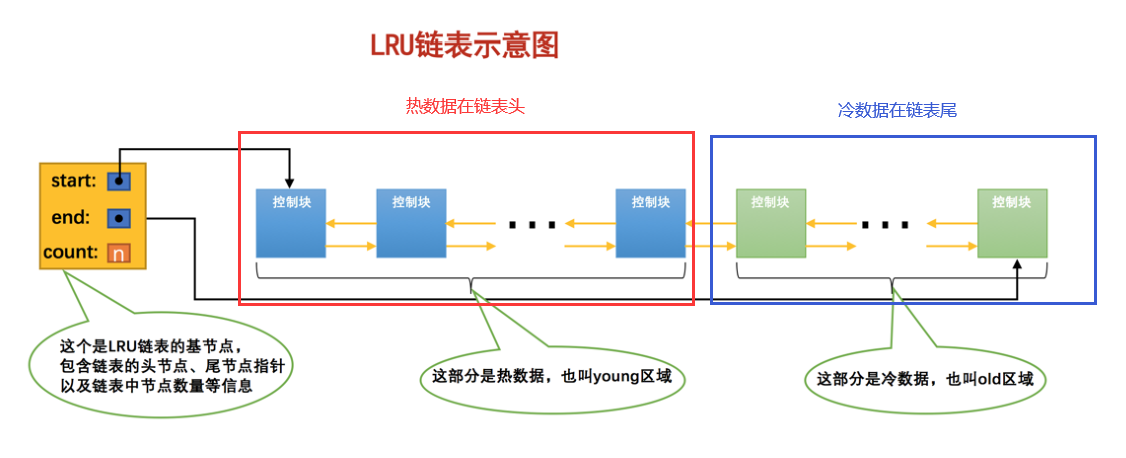 LRU链表示意图
热数据在链表头
冷数据在链表尾
start:
end:
count: n
控制块
控制块
控制块
控制块
控制块
这个是LRU链表的基节点,
包含链表的头节点、尾节点指针
以及链表中节点数量等信息
这部分是热数据，也叫young区域
这部分是冷数据，也叫old区域